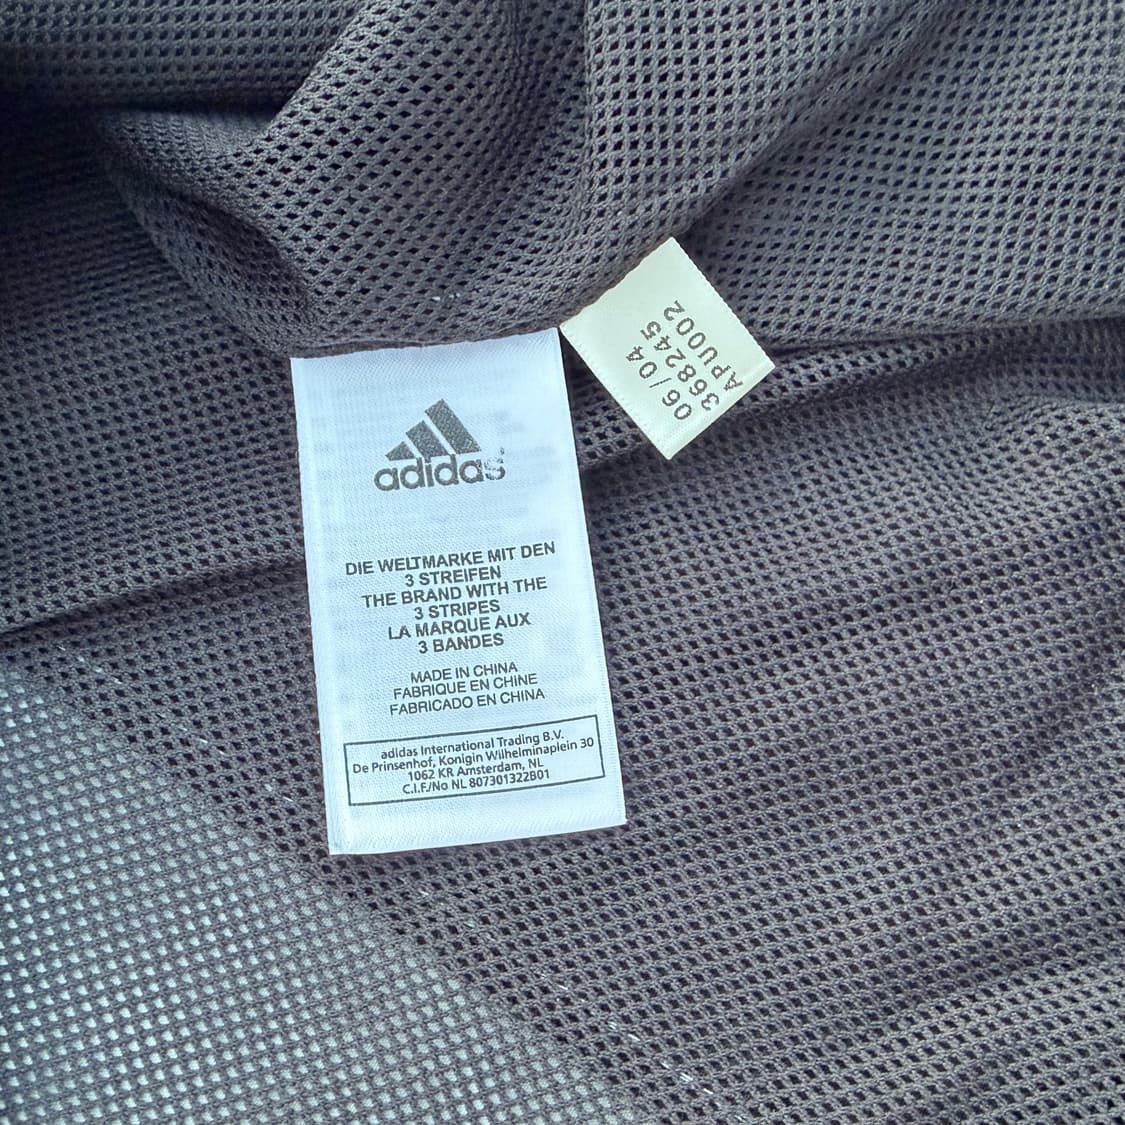 adidas
DIE WELTMARKE MIT DEN
3 STREIFEN
THE BRAND WITH THE
3 STRIPES
LA MARQUE AUX
3 BANDES
MADE IN CHINA
FABRIQUE EN CHINE
FABRICADO EN CHINA
adidas International Trading B.V.
De Prinsenhof, Konigin Wilhelminaplein 30
1062 KR Amsterdam, NL
C.I.F./No NL 807301322B01
06/04
368245
APU002